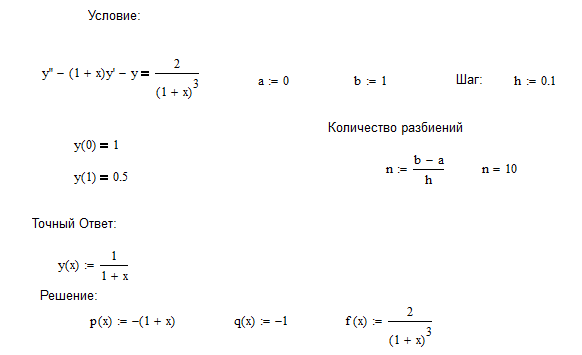 Условие:
y'' − (1 + x)y' − y = 2/(1 + x)^3    a := 0    b := 1    Шаг:    h := 0.1
Количество разбиений
y(0) = 1
n := (b − a)/h    n = 10
y(1) = 0.5
Точный Ответ:
y(x) := 1/(1 + x)
Решение:
p(x) := −(1 + x)    q(x) := −1    f(x) := 2/(1 + x)^3